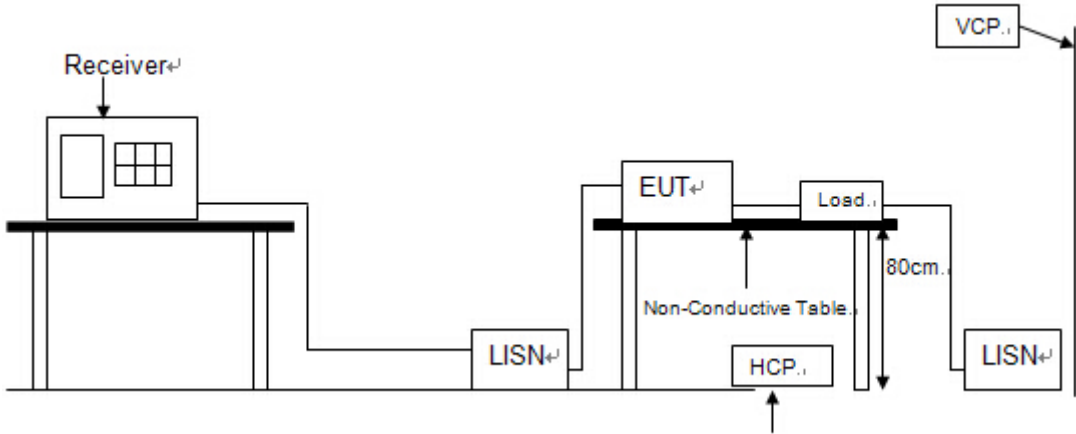 VCP.
Receiver↵
EUT↵
Load.
80cm.
Non-Conductive Table.
LISN↵
HCP.
LISN↵